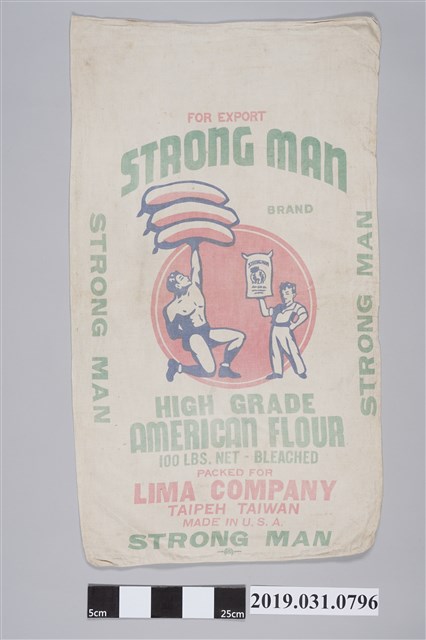 FOR EXPORT
STRONG MAN
BRAND
STRONG MAN
STRONG MAN
STRONGMAN
HIGH GRADE
AMERICAN FLOUR
100 LBS. NET - BLEACHED
PACKED FOR
LIMA COMPANY
TAIPEH TAIWAN
MADE IN U.S.A.
STRONG MAN
5cm
25cm
2019.031.0796